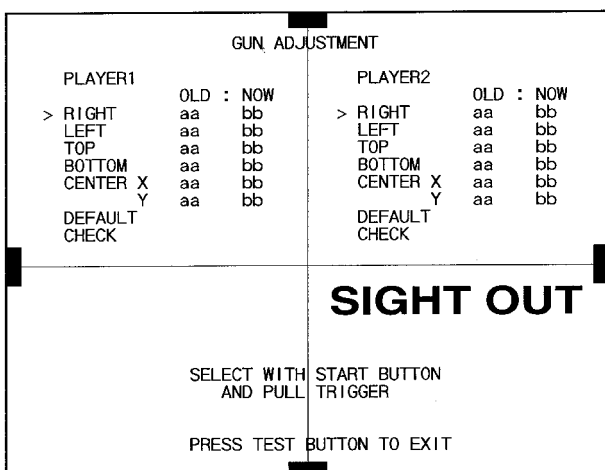 GUN ADJUSTMENT
PLAYER1
OLD : NOW
> RIGHT aa bb
LEFT aa bb
TOP aa bb
BOTTOM aa bb
CENTER X aa bb
Y aa bb
DEFAULT
CHECK
PLAYER2
OLD : NOW
> RIGHT aa bb
LEFT aa bb
TOP aa bb
BOTTOM aa bb
CENTER X aa bb
Y aa bb
DEFAULT
CHECK
SIGHT OUT
SELECT WITH START BUTTON
AND PULL TRIGGER
PRESS TEST BUTTON TO EXIT